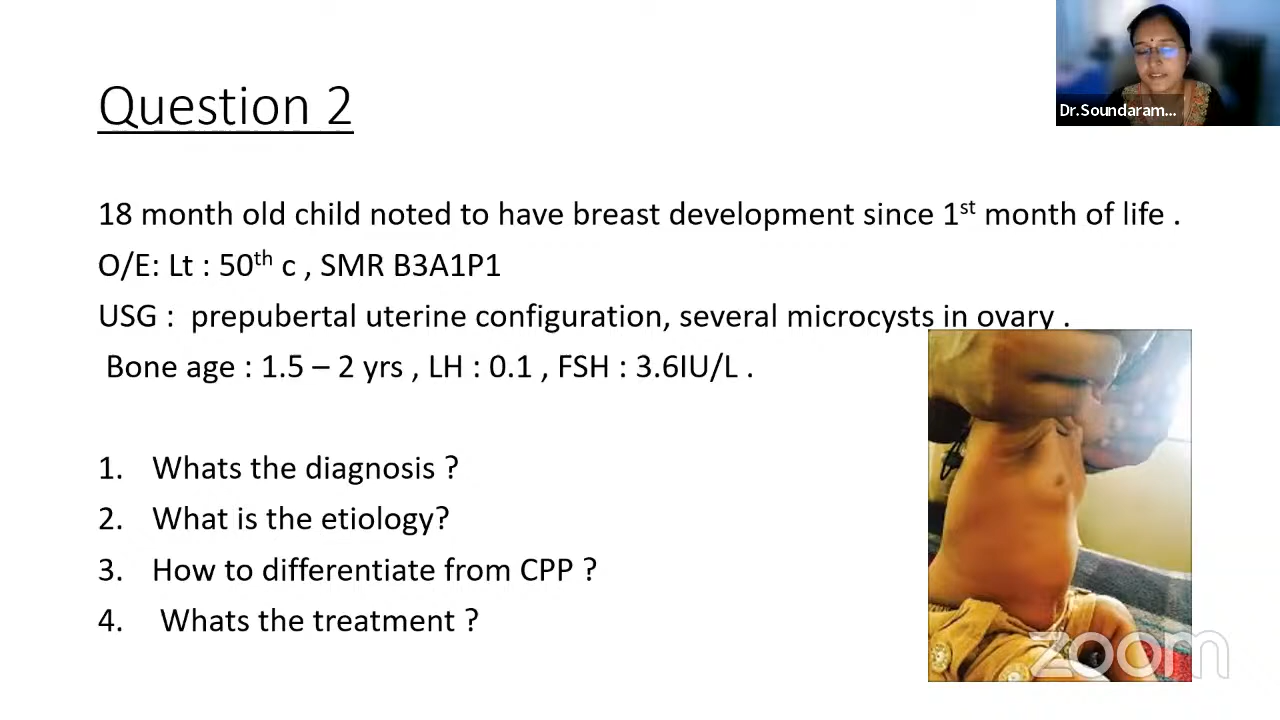 Question 2
Dr.Soundaram...
18 month old child noted to have breast development since 1st month of life .
O/E: Lt : 50th c , SMR B3A1P1
USG : prepubertal uterine configuration, several microcysts in ovary .
Bone age : 1.5 – 2 yrs , LH : 0.1 , FSH : 3.6IU/L .
1. Whats the diagnosis ?
2. What is the etiology?
3. How to differentiate from CPP ?
4. Whats the treatment ?
zoom